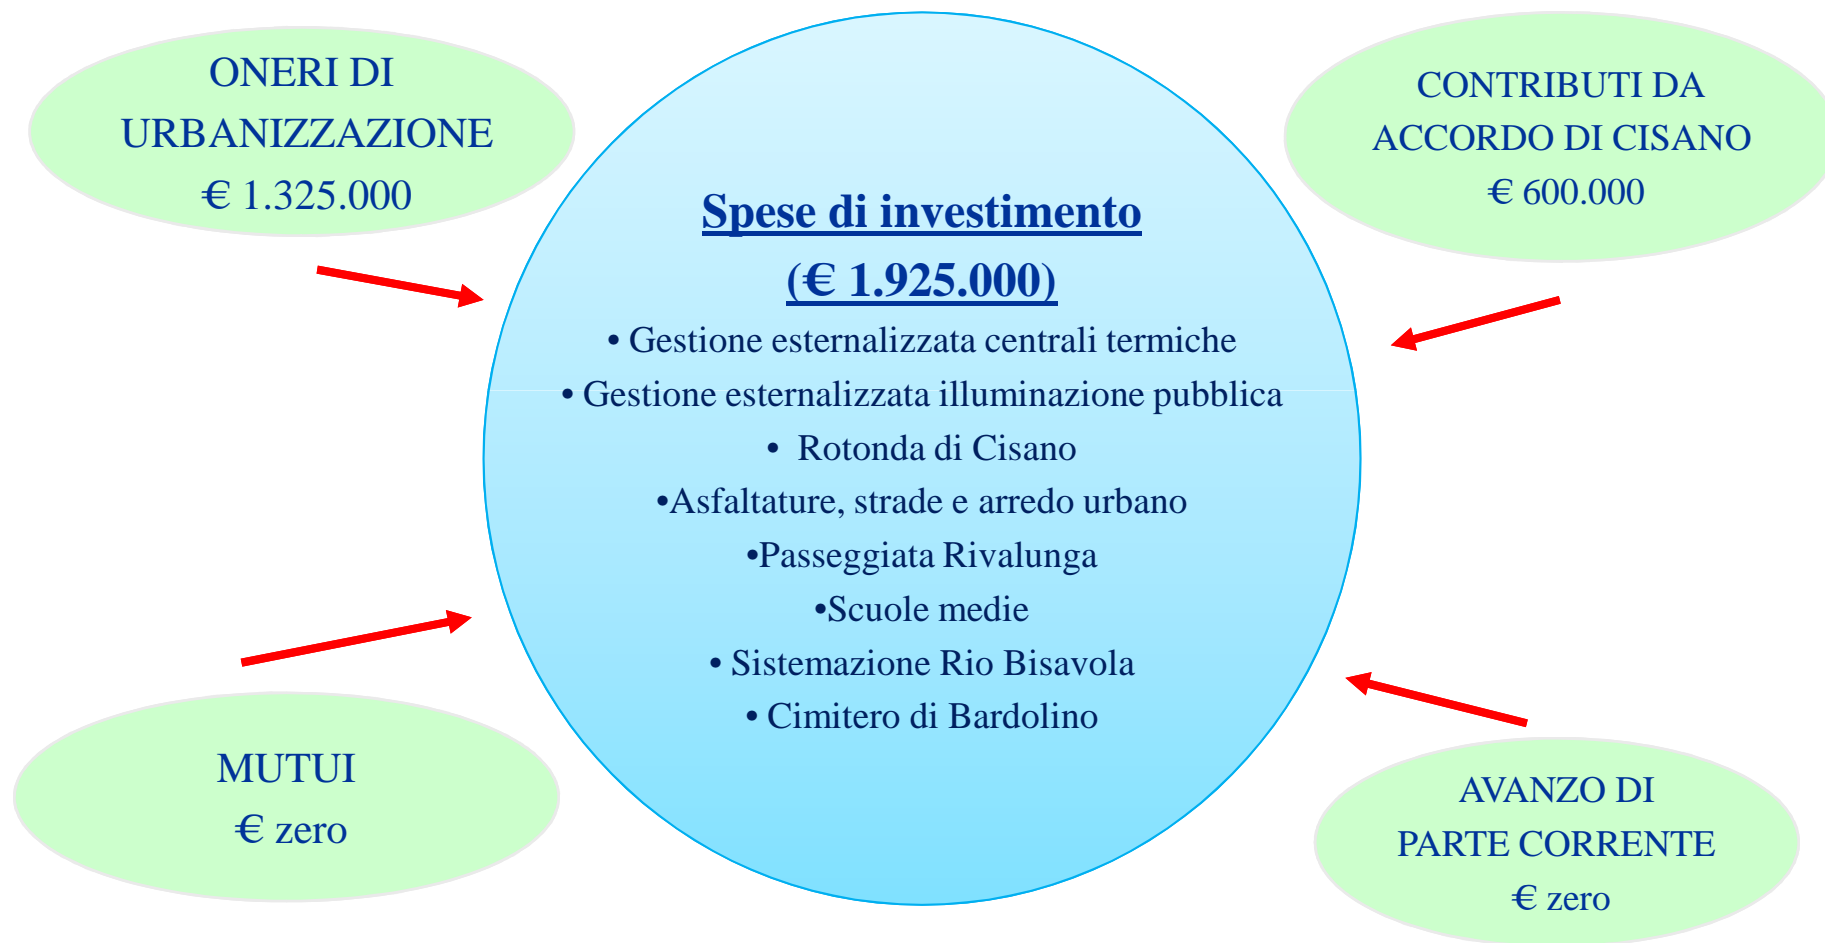 ONERI DI
URBANIZZAZIONE
€ 1.325.000
CONTRIBUTI DA
ACCORDO DI CISANO
€ 600.000
Spese di investimento
(€ 1.925.000)
• Gestione esternalizzata centrali termiche
• Gestione esternalizzata illuminazione pubblica
• Rotonda di Cisano
•Asfaltature, strade e arredo urbano
•Passeggiata Rivalunga
•Scuole medie
• Sistemazione Rio Bisavola
• Cimitero di Bardolino
MUTUI
€ zero
AVANZO DI
PARTE CORRENTE
€ zero